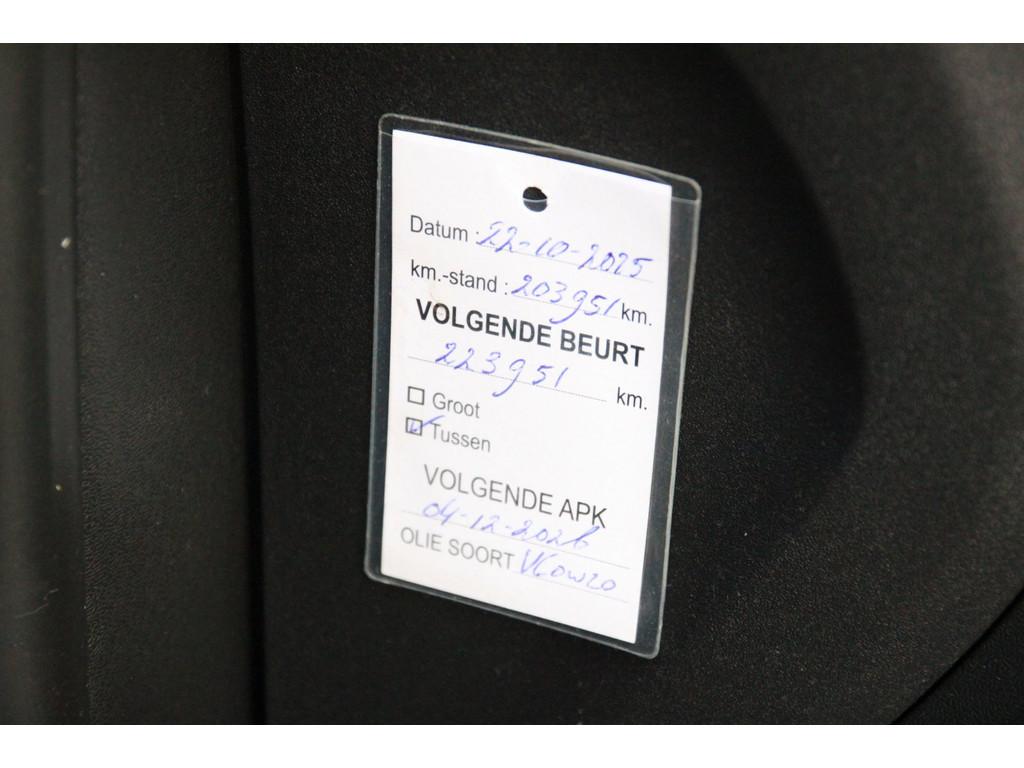 Datum : 22-10-2025
km.-stand : 203951 km.
VOLGENDE BEURT
223951 km.
Groot
Tussen
VOLGENDE APK
04-12-2026
OLIE SOORT